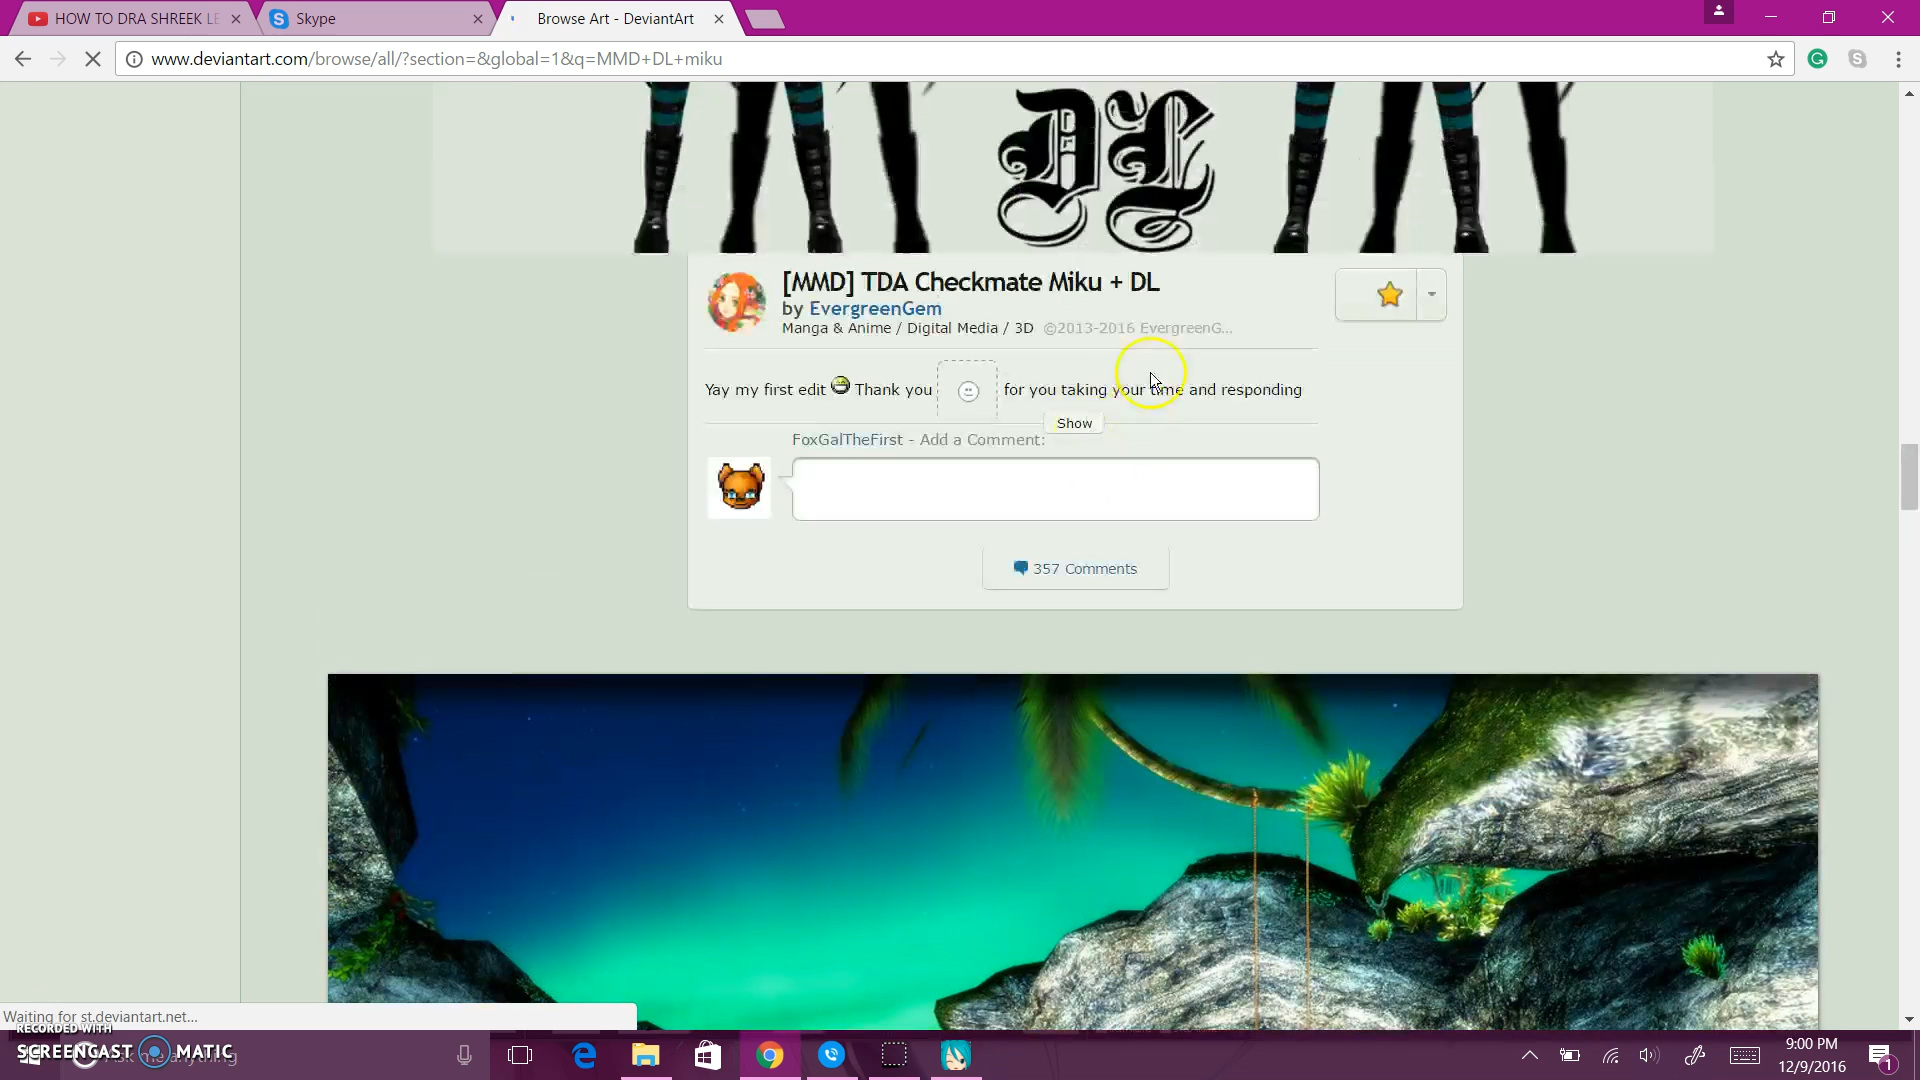 HOW TO DRA SHREEK LE
Skype
Browse Art - DeviantArt
www.deviantart.com/browse/all/?section=&global=1&q=MMD+DL+miku
DL
[MMD] TDA Checkmate Miku + DL
by EvergreenGem
Manga & Anime / Digital Media / 3D ©2013-2016 EvergreenG...
Yay my first edit Thank you for you taking your time and responding
Show
FoxGalTheFirst - Add a Comment:
357 Comments
Waiting for st.deviantart.net...
RECORDED WITH
SCREENCAST MATIC
anything
9:00 PM
12/9/2016
1